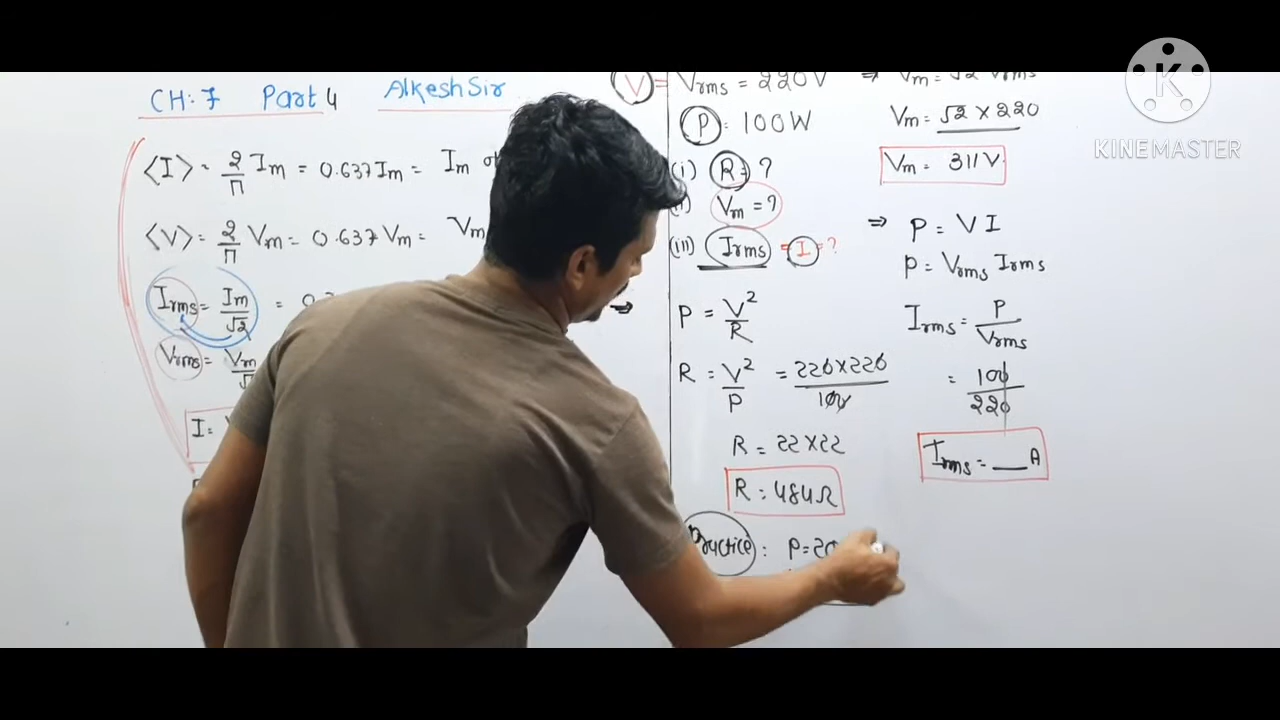 CH:7 Part 4 Alkesh Sir
⟨I⟩ = 2/π Im = 0.637 Im = Im
⟨V⟩ = 2/π Vm = 0.637 Vm = Vm
Irms = Im/√2 =
Vrms = Vm/
I =
V = Vrms = 220V
P = 100W
(i) R = ?
Vm = ?
(iii) Irms = I = ?
⇒ P = V²/R
R = V²/P = 220×220/100
R = 22×22
R = 484Ω
Practice : P=20
⇒ Vm = √2 Vrms
Vm = √2 × 220
Vm = 311V
⇒ P = VI
P = Vrms Irms
Irms = P/Vrms
= 100/220
Irms = __ A
K
KINEMASTER